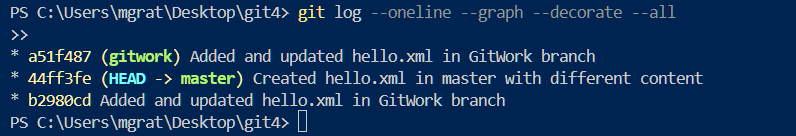 PS C:\Users\mgrat\Desktop\git4> git log --oneline --graph --decorate --all
>>
* a51f487 (gitwork) Added and updated hello.xml in GitWork branch
* 44ff3fe (HEAD -> master) Created hello.xml in master with different content
* b2980cd Added and updated hello.xml in GitWork branch
PS C:\Users\mgrat\Desktop\git4>